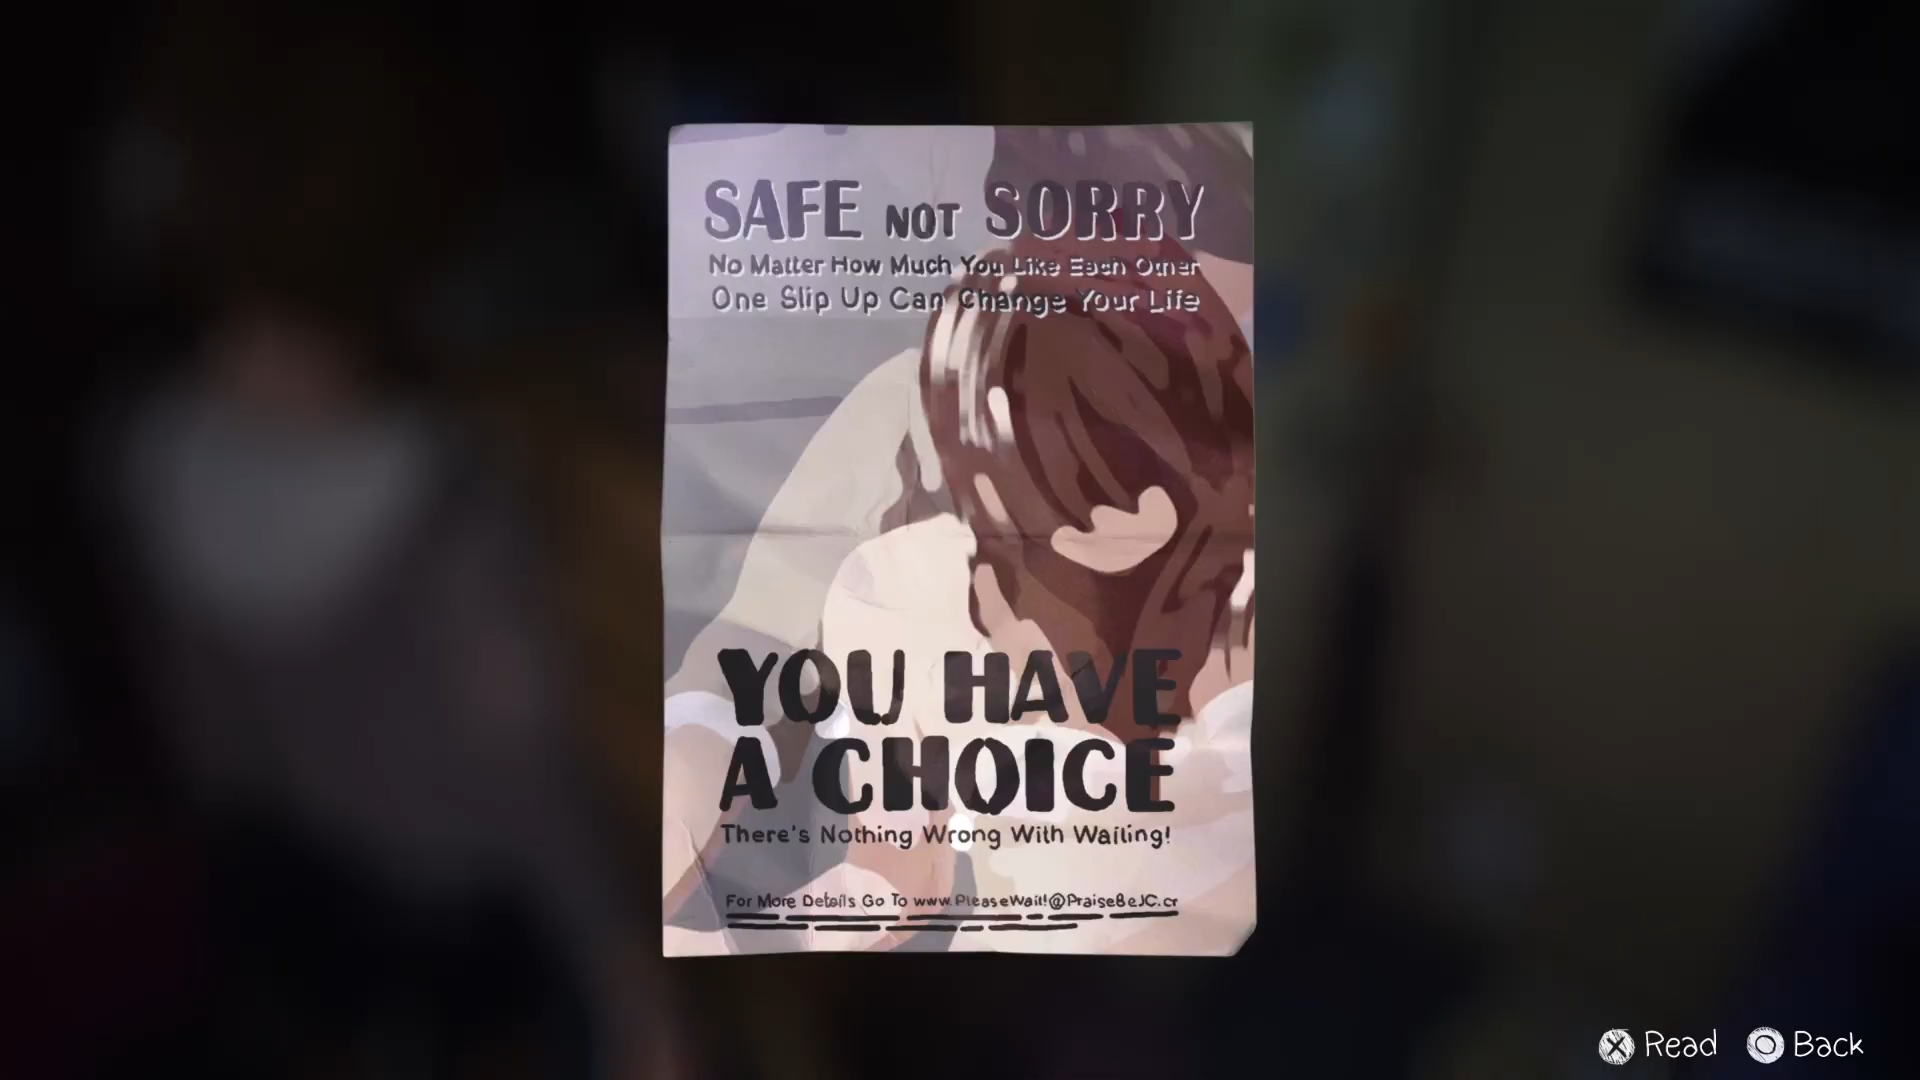 SAFE NOT SORRY
No Matter How Much You Like Each Other
One Slip Up Can Change Your Life
YOU HAVE
A CHOICE
There's Nothing Wrong With Waiting!
For More Details Go To www.PleaseWait!@PraiseBeJC.cr
Read
Back